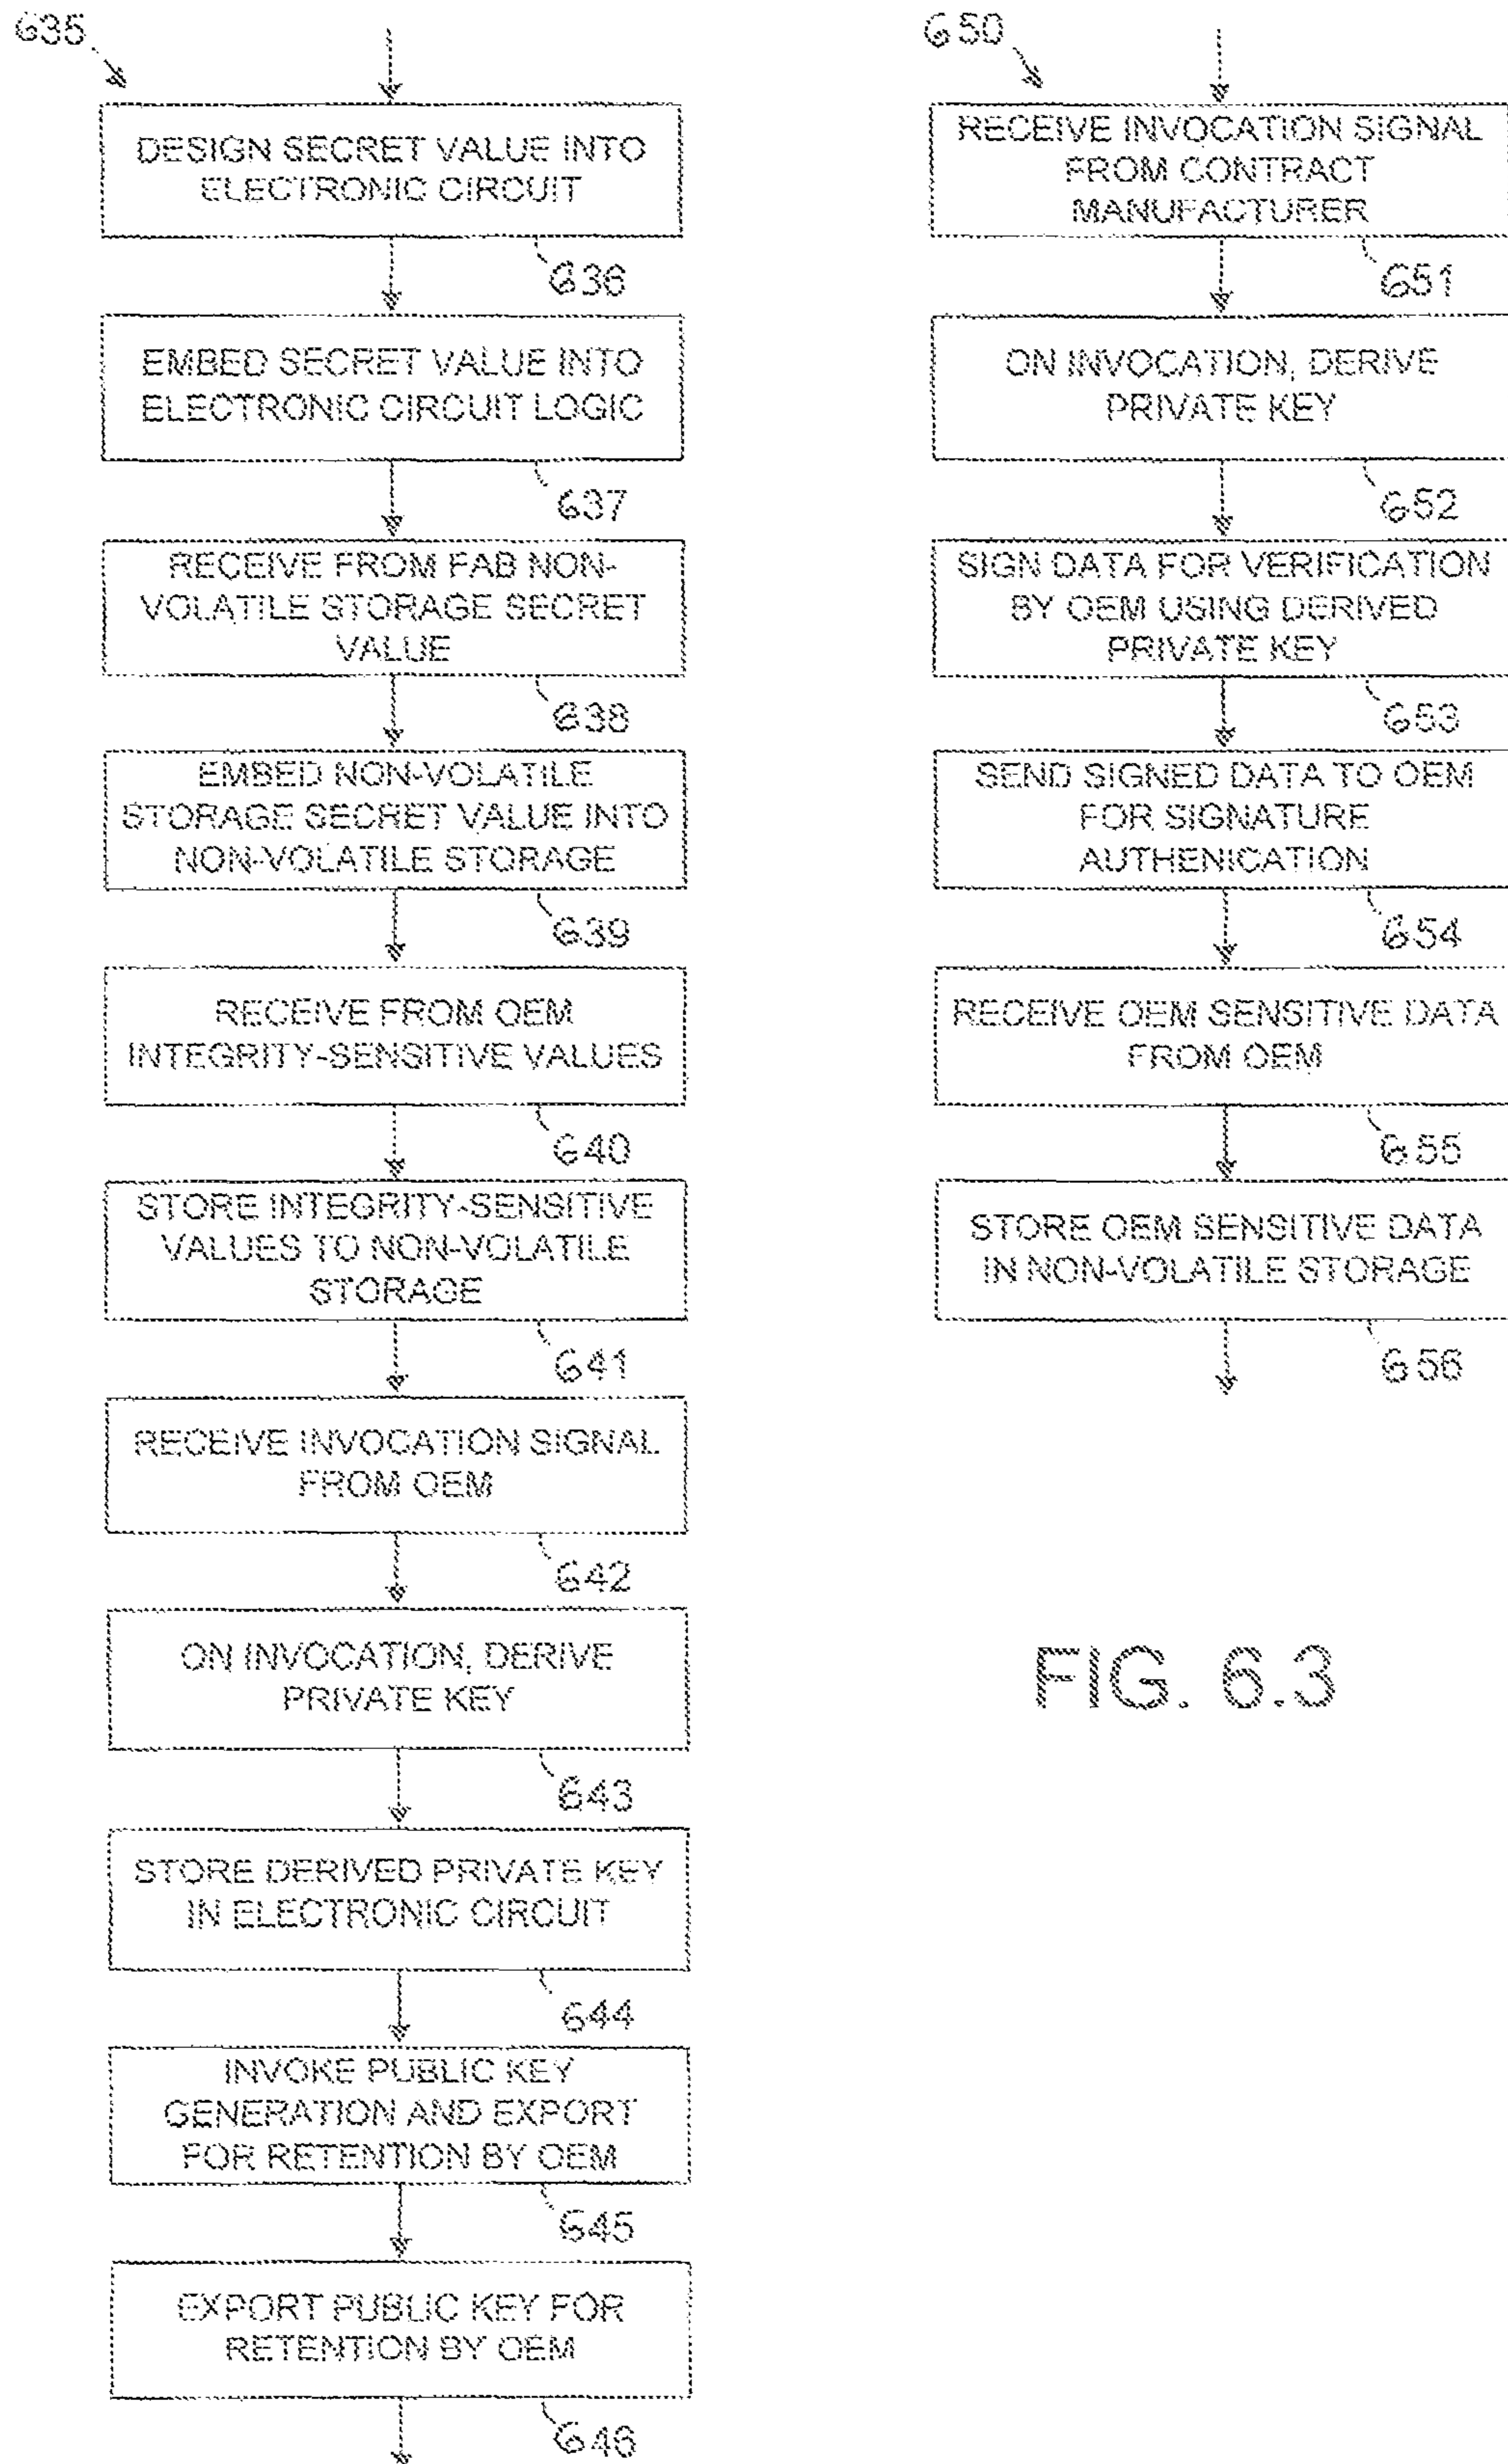 635
DESIGN SECRET VALUE INTO
ELECTRONIC CIRCUIT
636
EMBED SECRET VALUE INTO
ELECTRONIC CIRCUIT LOGIC
637
RECEIVE FROM FAB NON-
VOLATILE STORAGE SECRET
VALUE
638
EMBED NON-VOLATILE
STORAGE SECRET VALUE INTO
NON-VOLATILE STORAGE
639
RECEIVE FROM OEM
INTEGRITY-SENSITIVE VALUES
640
STORE INTEGRITY-SENSITIVE
VALUES TO NON-VOLATILE
STORAGE
641
RECEIVE INVOCATION SIGNAL
FROM OEM
642
ON INVOCATION, DERIVE
PRIVATE KEY
643
STORE DERIVED PRIVATE KEY
IN ELECTRONIC CIRCUIT
644
INVOKE PUBLIC KEY
GENERATION AND EXPORT
FOR RETENTION BY OEM
645
EXPORT PUBLIC KEY FOR
RETENTION BY OEM
646
650
RECEIVE INVOCATION SIGNAL
FROM CONTRACT
MANUFACTURER
651
ON INVOCATION, DERIVE
PRIVATE KEY
652
SIGN DATA FOR VERIFICATION
BY OEM USING DERIVED
PRIVATE KEY
653
SEND SIGNED DATA TO OEM
FOR SIGNATURE
AUTHENICATION
654
RECEIVE OEM SENSITIVE DATA
FROM OEM
655
STORE OEM SENSITIVE DATA
IN NON-VOLATILE STORAGE
656
FIG. 6.3